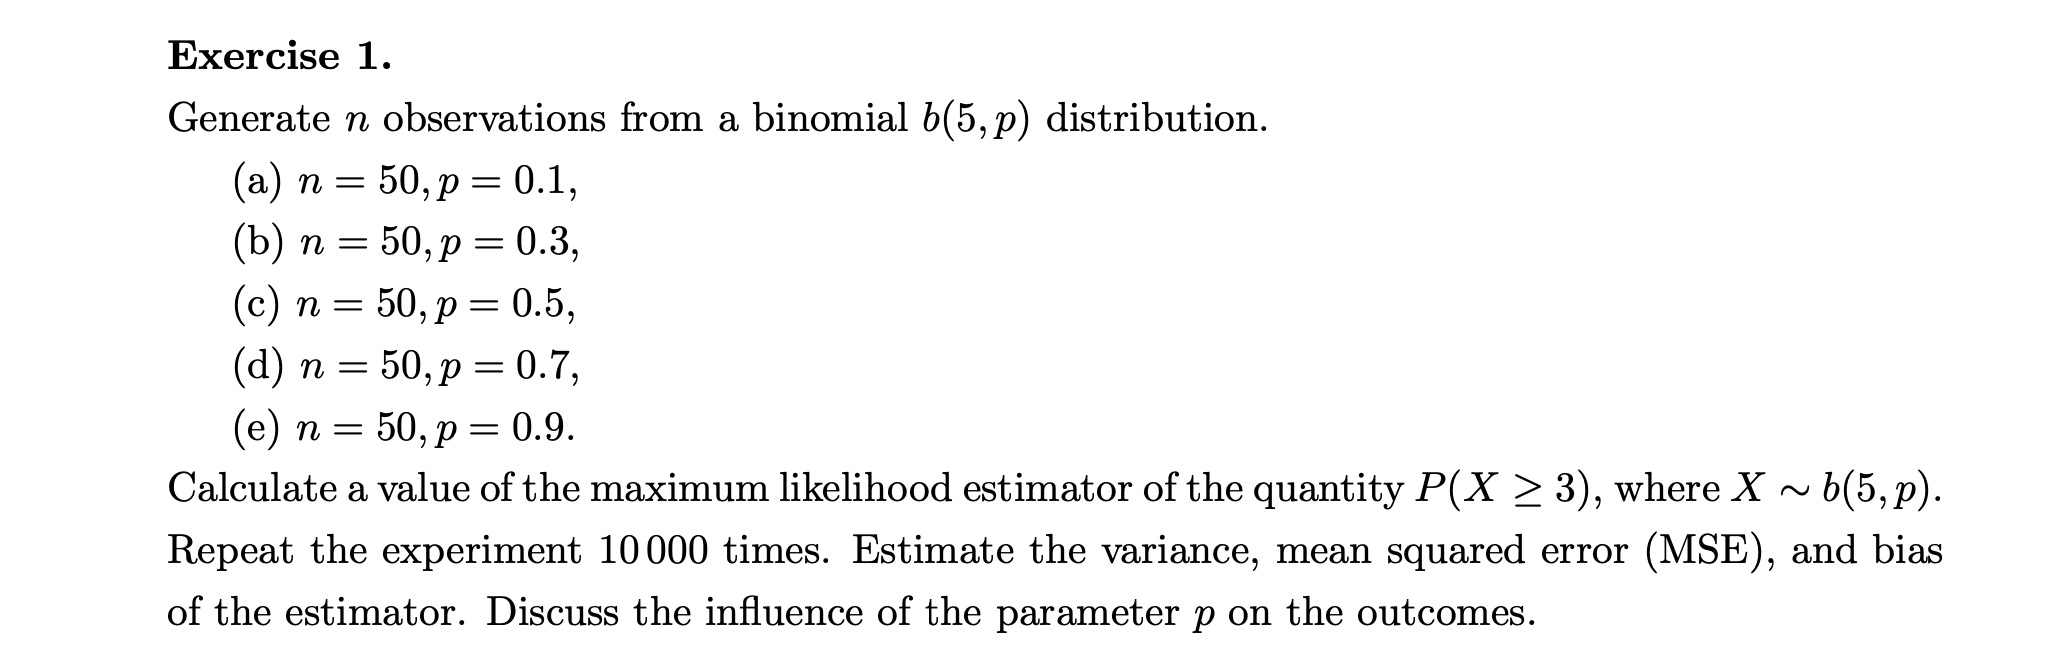 Exercise 1.
Generate n observations from a binomial b(5, p) distribution.
(a) n = 50, p = 0.1,
(b) n = 50, p = 0.3,
(c) n = 50, p = 0.5,
(d) n = 50, p = 0.7,
(e) n = 50, p = 0.9.
Calculate a value of the maximum likelihood estimator of the quantity P(X ≥ 3), where X ∼ b(5, p).
Repeat the experiment 10 000 times. Estimate the variance, mean squared error (MSE), and bias
of the estimator. Discuss the influence of the parameter p on the outcomes.